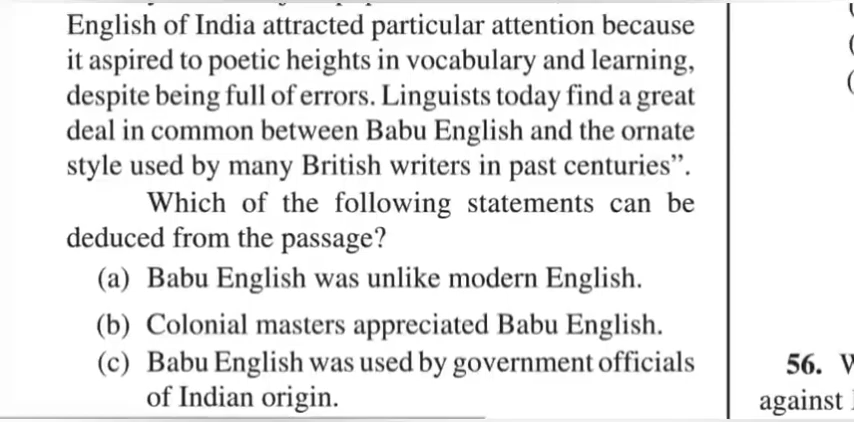 English of India attracted particular attention because
it aspired to poetic heights in vocabulary and learning,
despite being full of errors. Linguists today find a great
deal in common between Babu English and the ornate
style used by many British writers in past centuries”.
Which of the following statements can be
deduced from the passage?
(a) Babu English was unlike modern English.
(b) Colonial masters appreciated Babu English.
(c) Babu English was used by government officials
of Indian origin.
56.
against